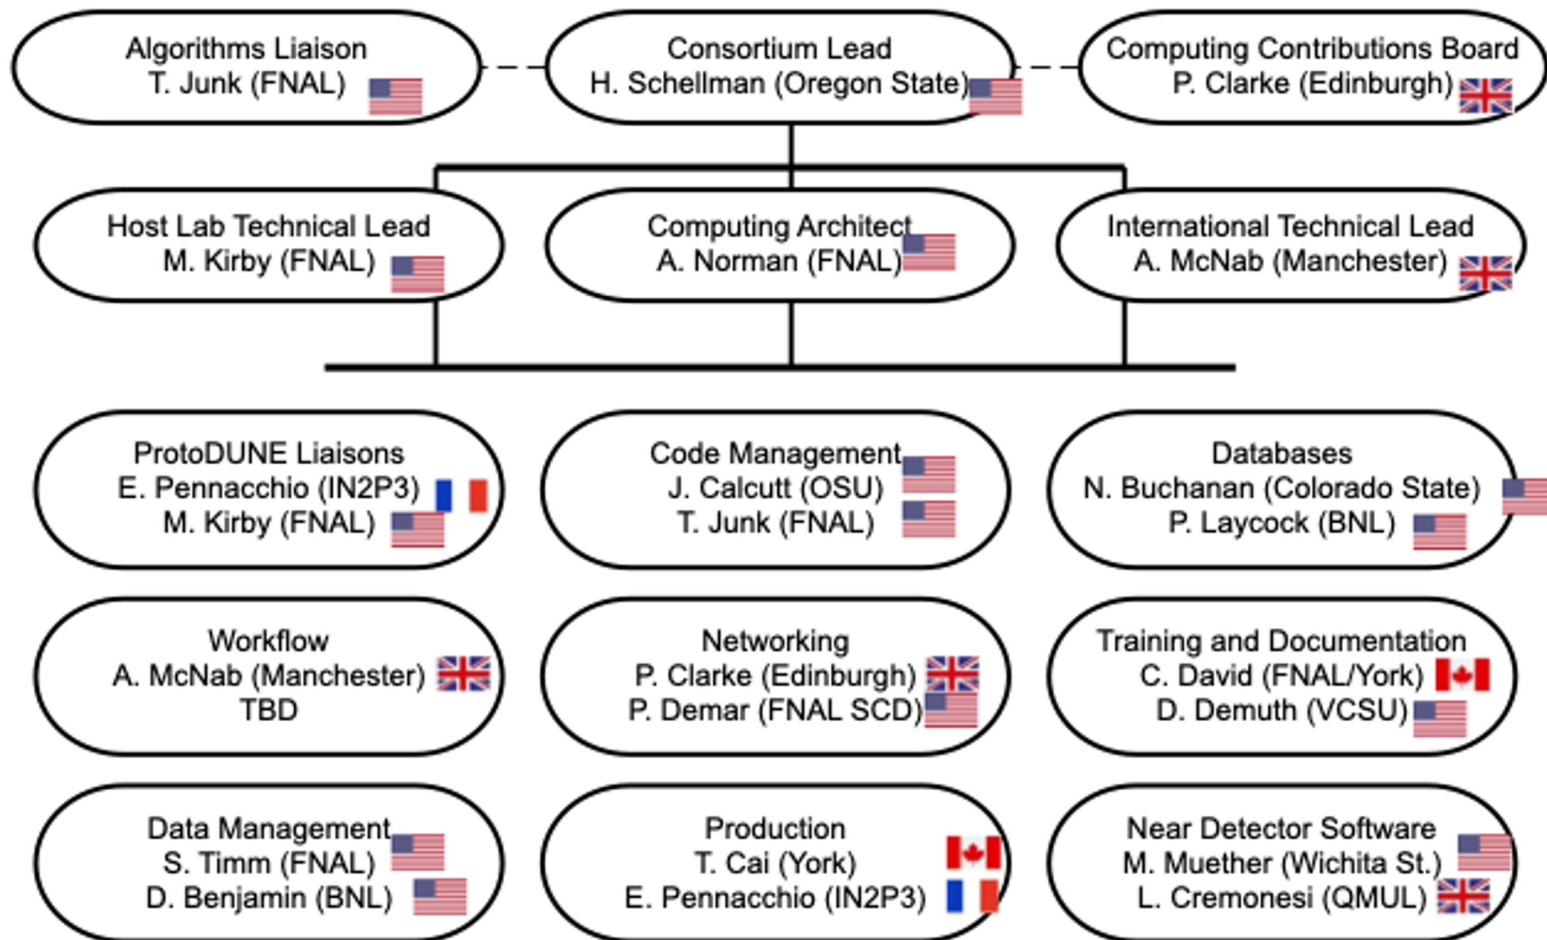 Algorithms Liaison
T. Junk (FNAL)
Consortium Lead
H. Schellman (Oregon State)
Computing Contributions Board
P. Clarke (Edinburgh)
Host Lab Technical Lead
M. Kirby (FNAL)
Computing Architect
A. Norman (FNAL)
International Technical Lead
A. McNab (Manchester)
ProtoDUNE Liaisons
E. Pennacchio (IN2P3)
M. Kirby (FNAL)
Code Management
J. Calcutt (OSU)
T. Junk (FNAL)
Databases
N. Buchanan (Colorado State)
P. Laycock (BNL)
Workflow
A. McNab (Manchester)
TBD
Networking
P. Clarke (Edinburgh)
P. Demar (FNAL SCD)
Training and Documentation
C. David (FNAL/York)
D. Demuth (VCSU)
Data Management
S. Timm (FNAL)
D. Benjamin (BNL)
Production
T. Cai (York)
E. Pennacchio (IN2P3)
Near Detector Software
M. Muether (Wichita St.)
L. Cremonesi (QMUL)